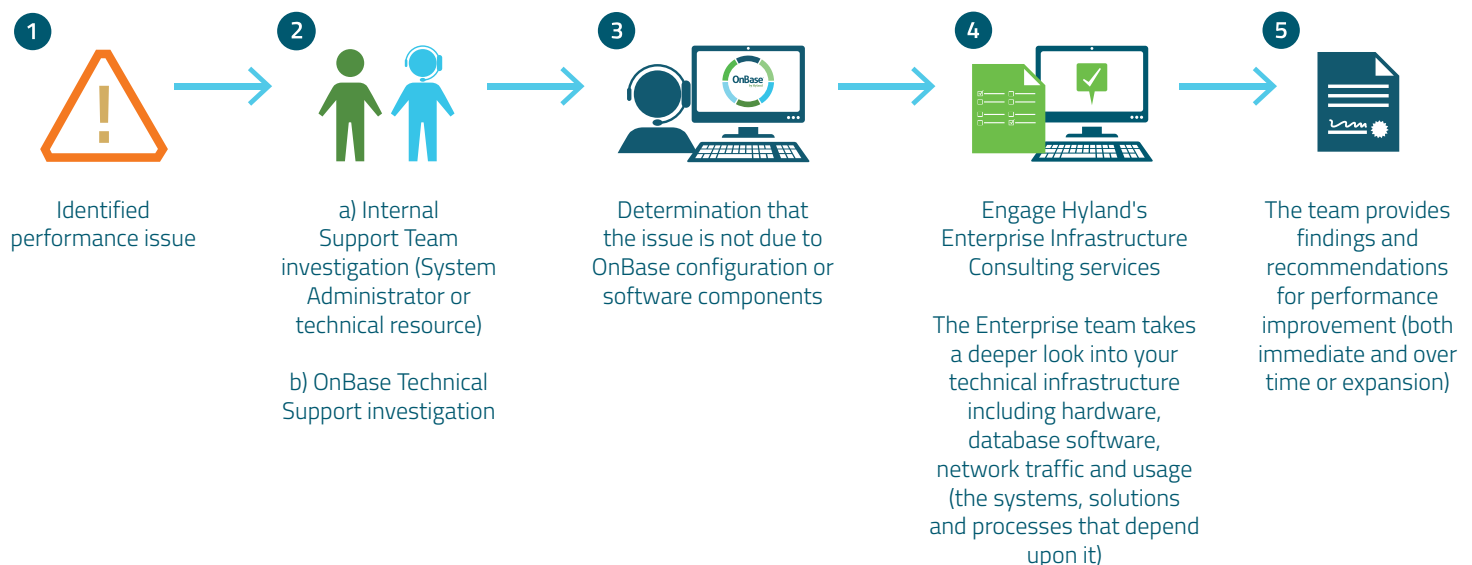 1
Identified
performance issue
2
a) Internal
Support Team
investigation (System
Administrator or
technical resource)
b) OnBase Technical
Support investigation
3
OnBase
Determination that
the issue is not due to
OnBase configuration or
software components
4
Engage Hyland's
Enterprise Infrastructure
Consulting services
The Enterprise team takes
a deeper look into your
technical infrastructure
including hardware,
database software,
network traffic and usage
(the systems, solutions
and processes that depend
upon it)
5
The team provides
findings and
recommendations
for performance
improvement (both
immediate and over
time or expansion)